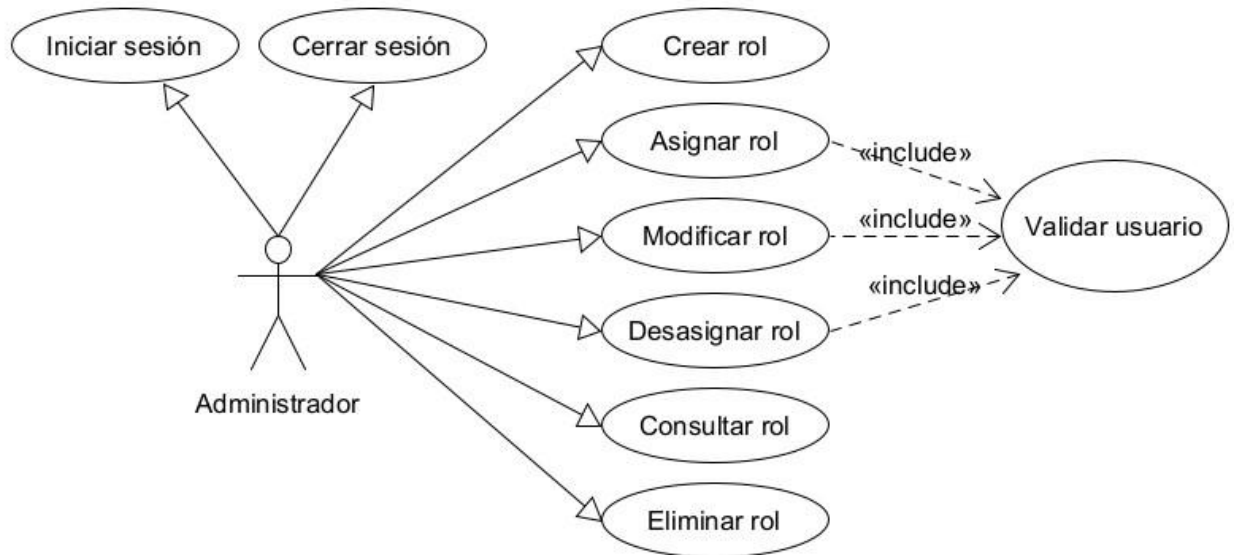 Iniciar sesión
Cerrar sesión
Crear rol
Asignar rol
«include»
Modificar rol
«include»
Validar usuario
Desasignar rol
«include»
Administrador
Consultar rol
Eliminar rol